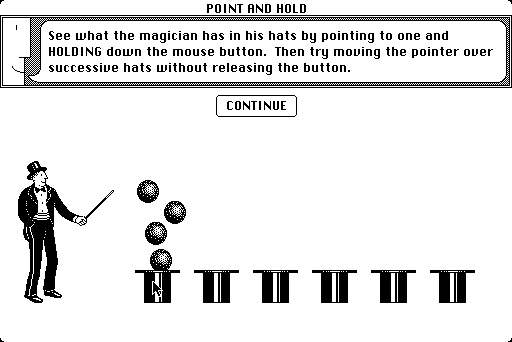 POINT AND HOLD
See what the magician has in his hats by pointing to one and
HOLDING down the mouse button.  Then try moving the pointer over
successive hats without releasing the button.
CONTINUE